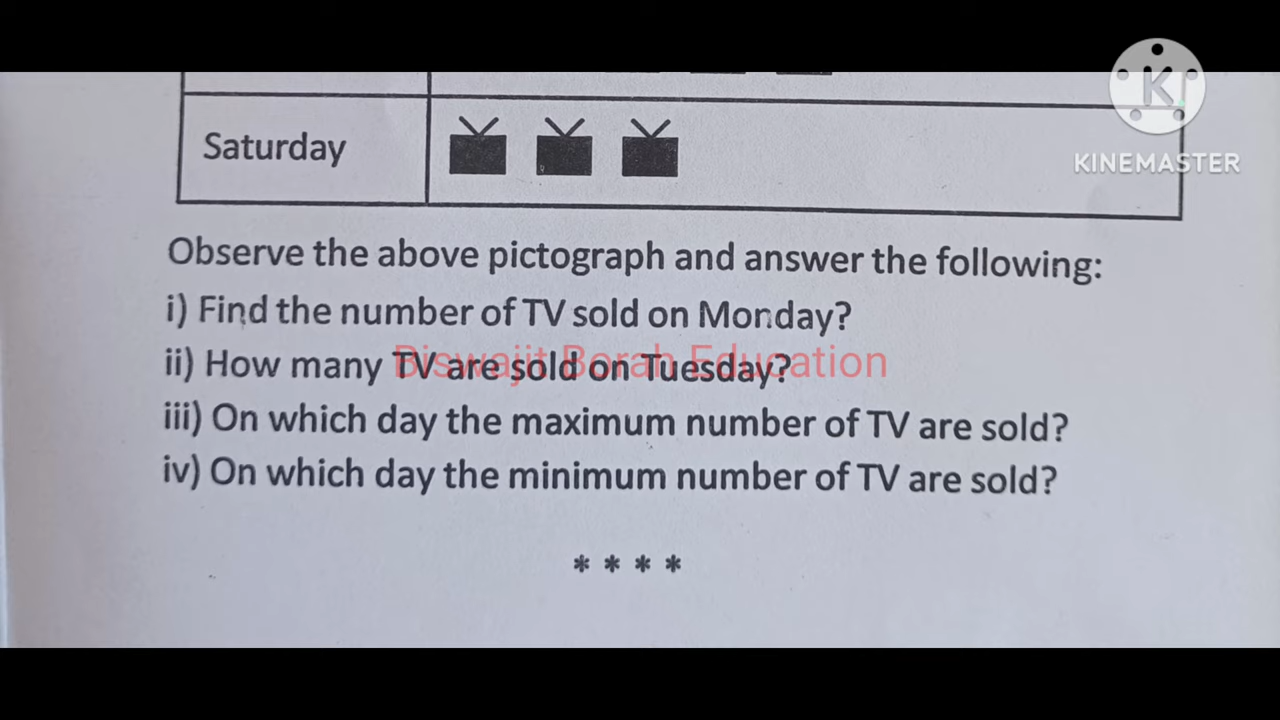 KINEMASTER
Saturday
Observe the above pictograph and answer the following:
i) Find the number of TV sold on Monday?
ii) How many TV are sold on Tuesday?
Biswajit Borah Education
iii) On which day the maximum number of TV are sold?
iv) On which day the minimum number of TV are sold?
* * * *